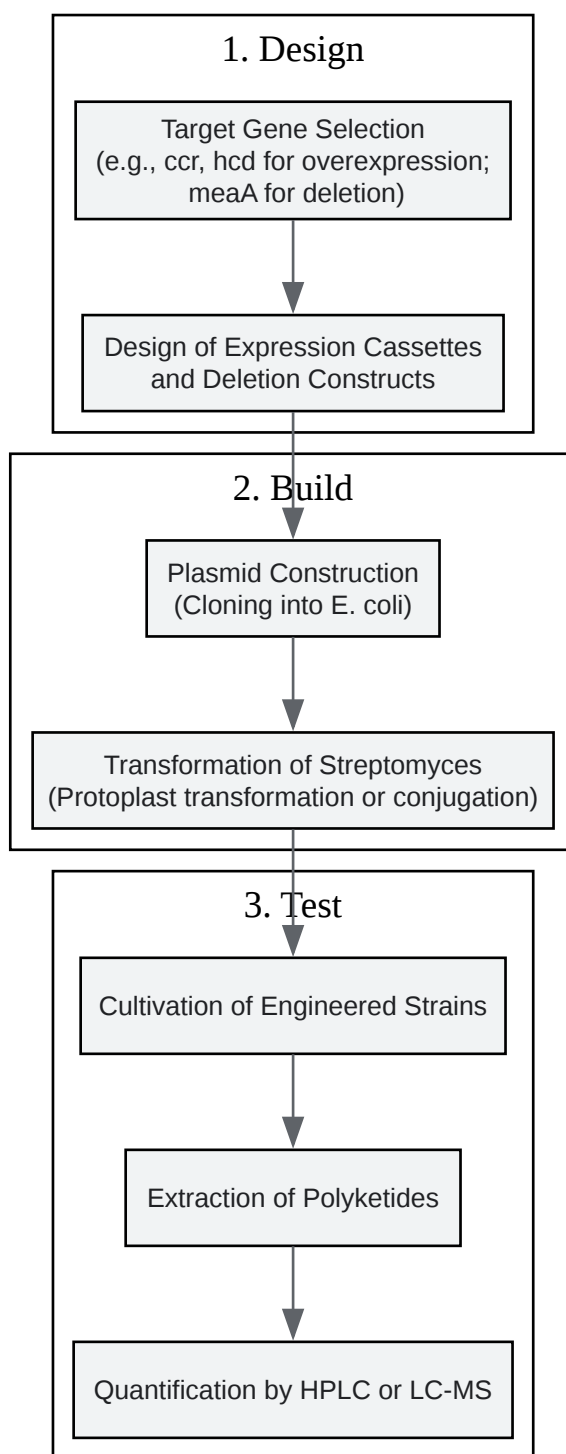 1. Design
Target Gene Selection
(e.g., ccr, hcd for overexpression;
meaA for deletion)
Design of Expression Cassettes
and Deletion Constructs
2. Build
Plasmid Construction
(Cloning into E. coli)
Transformation of Streptomyces
(Protoplast transformation or conjugation)
3. Test
Cultivation of Engineered Strains
Extraction of Polyketides
Quantification by HPLC or LC-MS